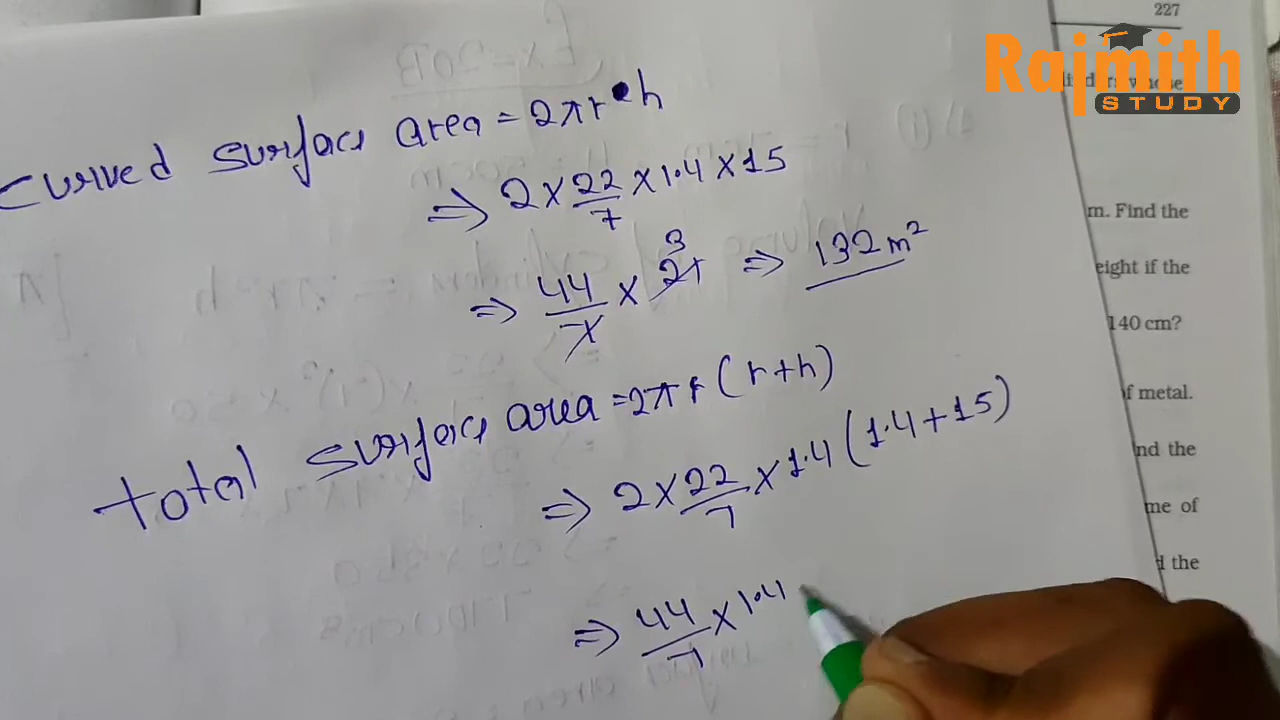 227
Rajmith
STUDY
Curved surface area = 2πrh
⇒ 2 × 22/7 × 1.4 × 15
⇒ 44/7 × 21 3 ⇒ 132 m²
m. Find the
eight if the
140 cm?
total surface area = 2πr (r+h)
of metal.
⇒ 2 × 22/7 × 1.4 (1.4+15)
nd the
me of
d the
⇒ 44/7 × 1.4